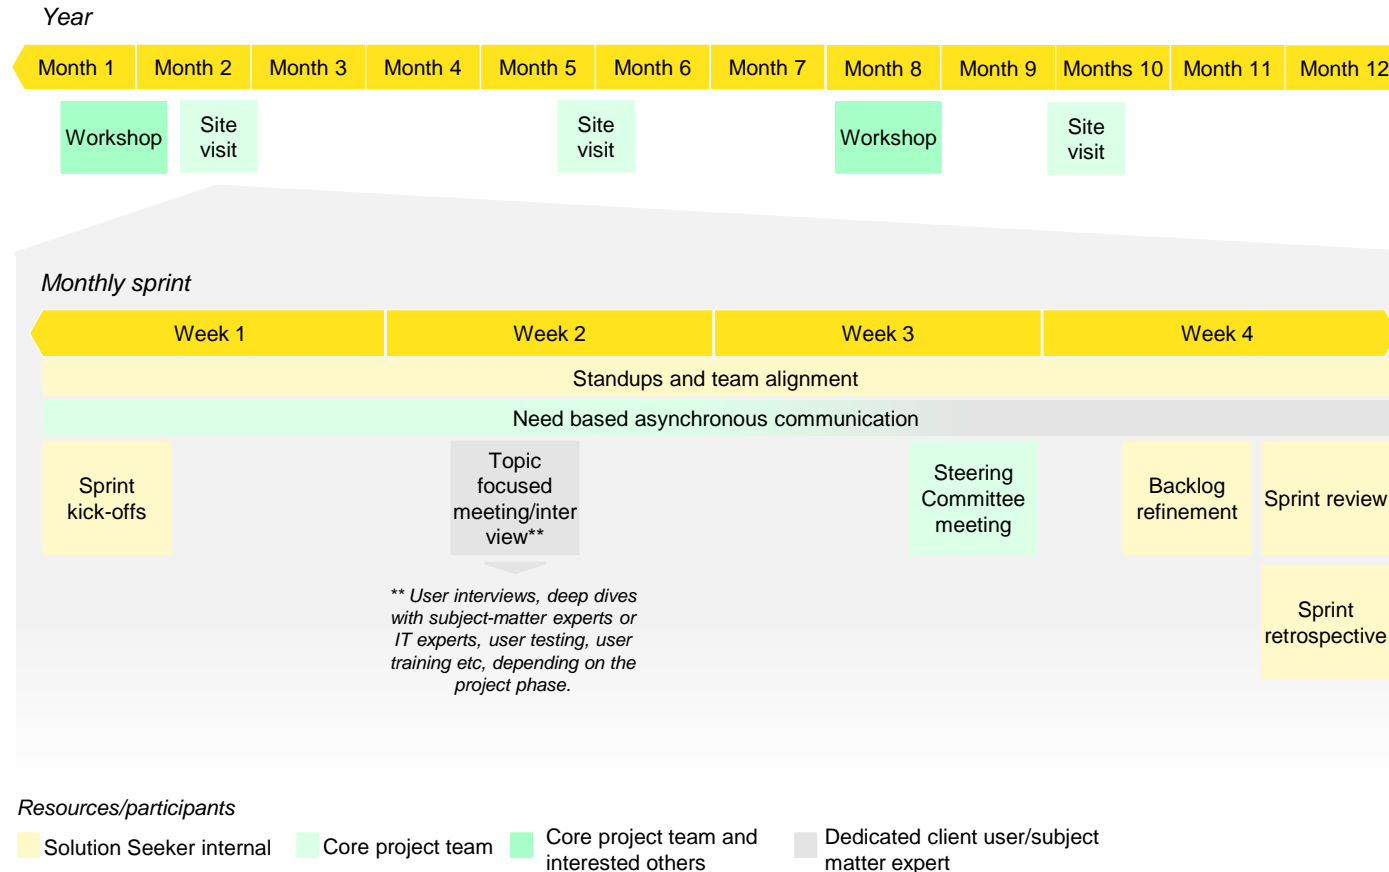 Year
Month 1
Month 2
Month 3
Month 4
Month 5
Month 6
Month 7
Month 8
Month 9
Months 10
Month 11
Month 12
Workshop
Site
visit
Site
visit
Workshop
Site
visit
Monthly sprint
Week 1
Week 2
Week 3
Week 4
Standups and team alignment
Need based asynchronous communication
Sprint
kick-offs
Topic
focused
meeting/inter
view**
Steering
Committee
meeting
Backlog
refinement
Sprint review
** User interviews, deep dives
with subject-matter experts or
IT experts, user testing, user
training etc, depending on the
project phase.
Sprint
retrospective
Resources/participants
Solution Seeker internal
Core project team
Core project team and
interested others
Dedicated client user/subject
matter expert